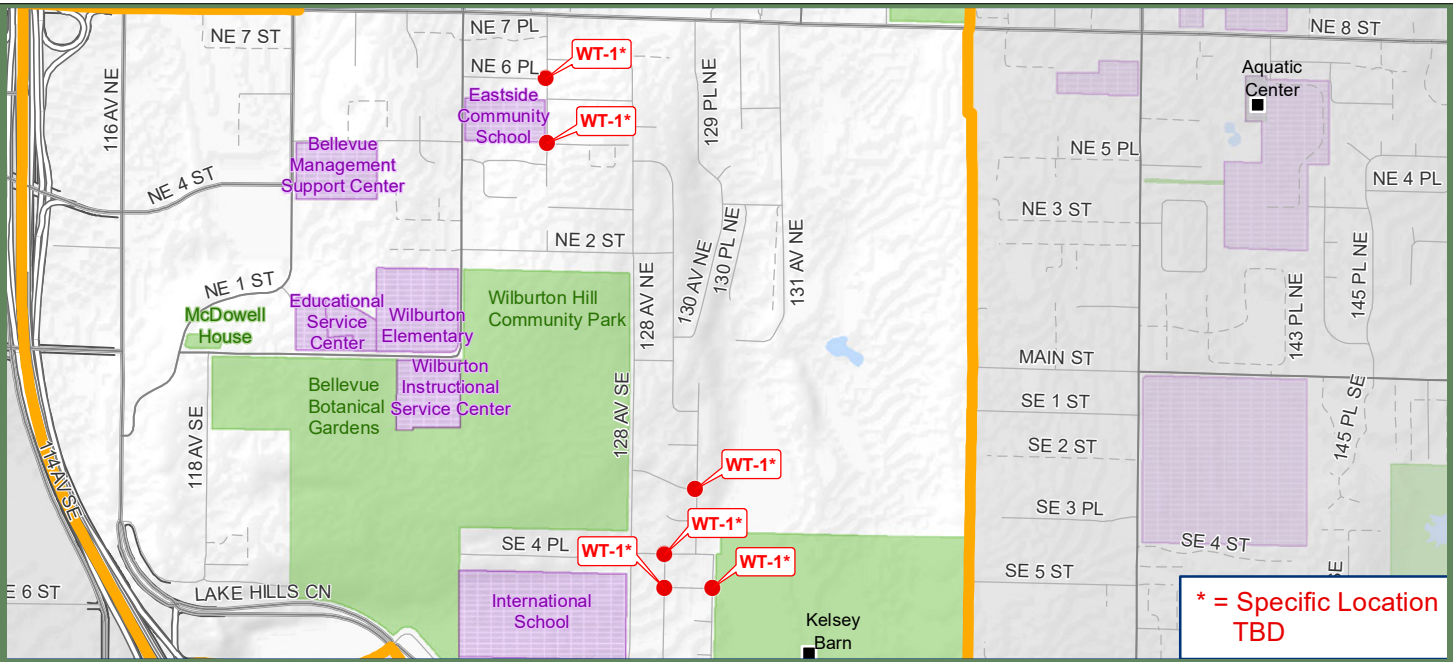 NE 7 ST
NE 7 PL
NE 8 ST
WT-1*
NE 6 PL
116 AV NE
129 PL NE
Aquatic
Center
Eastside
Community
School
WT-1*
Bellevue
Management
Support Center
NE 5 PL
NE 4 ST
NE 4 PL
NE 3 ST
NE 2 ST
130 AV NE
130 PL NE
131 AV NE
145 PL NE
NE 1 ST
128 AV NE
143 PL NE
McDowell
House
Educational
Service
Center
Wilburton
Elementary
Wilburton Hill
Community Park
MAIN ST
Bellevue
Botanical
Gardens
Wilburton
Instructional
Service Center
SE 1 ST
118 AV SE
128 AV SE
145 PL SE
SE 2 ST
114 AV SE
WT-1*
SE 3 PL
WT-1*
SE 4 PL
WT-1*
WT-1*
SE 4 ST
SE 5 ST
SE
E 6 ST
LAKE HILLS CN
International
School
Kelsey
Barn
* = Specific Location
TBD